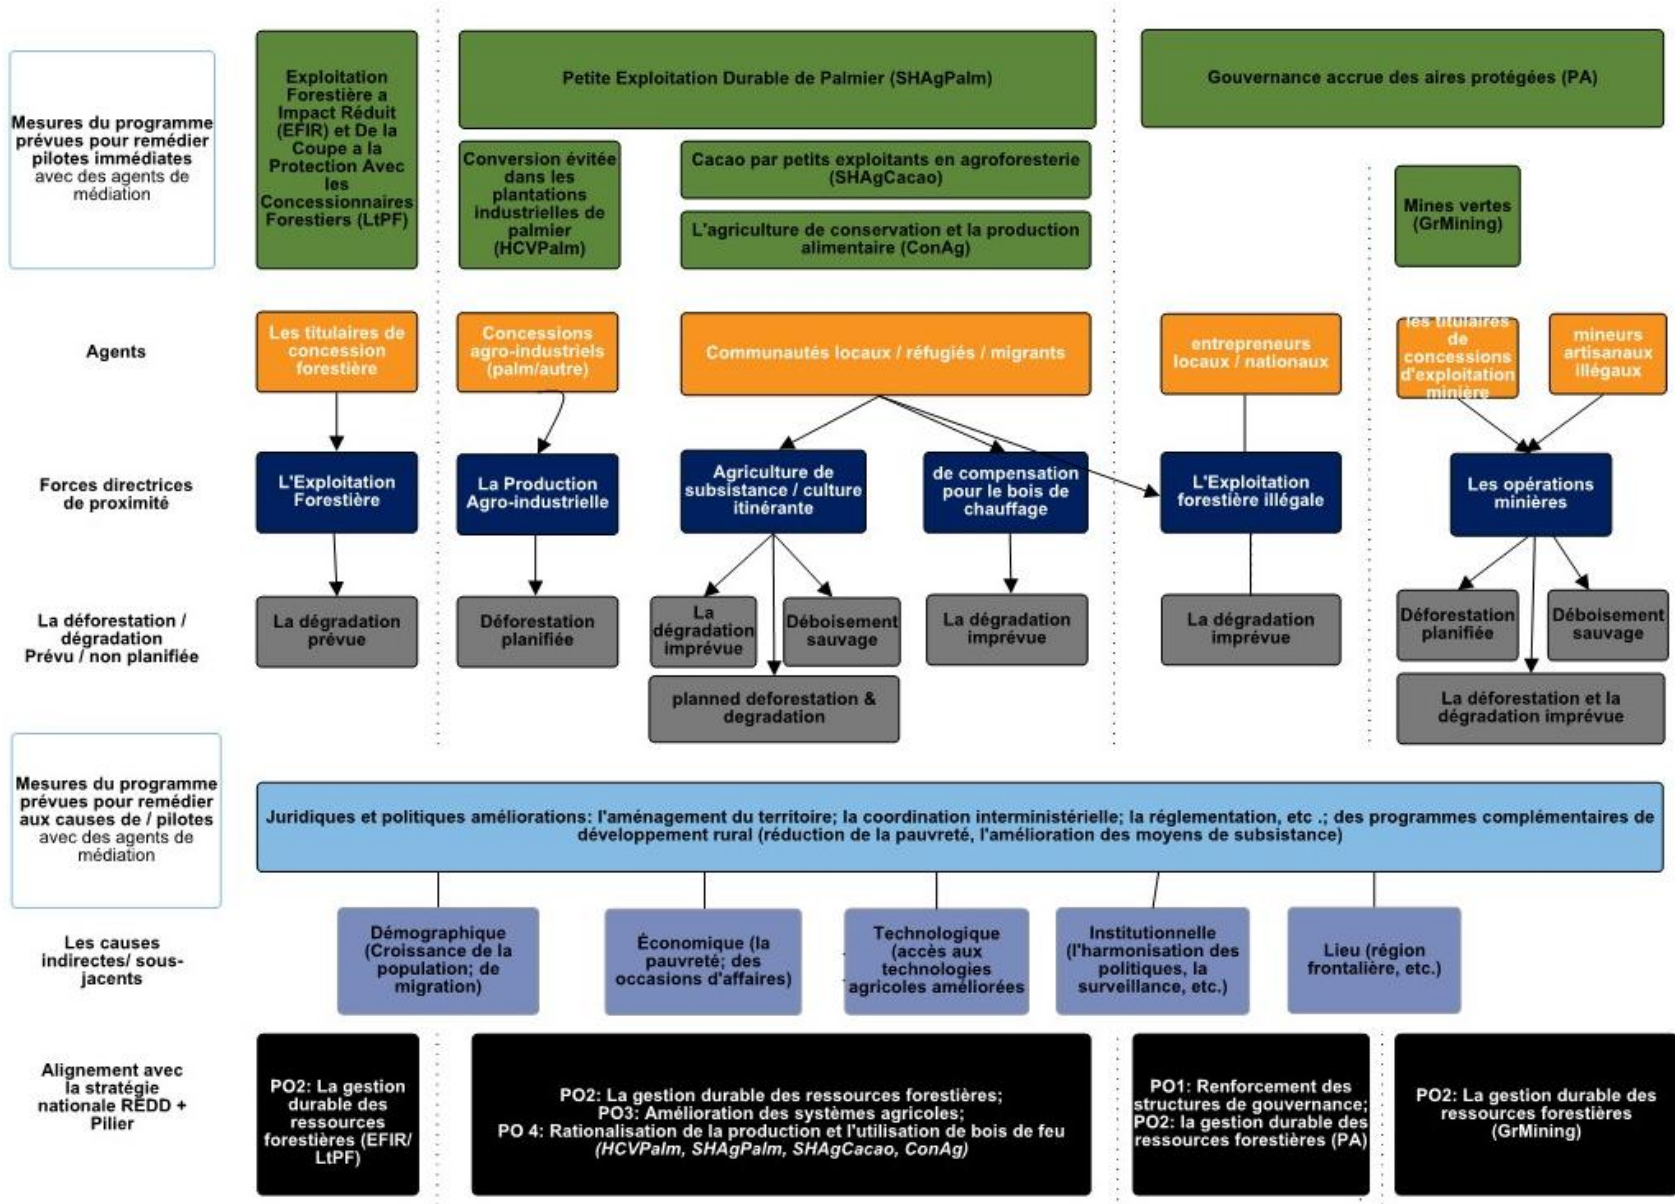 Mesures du programme
prévues pour remédier
pilotes immédiates
avec des agents de
médiation
Exploitation
Forestière a
Impact Réduit
(EFIR) et De la
Coupe a la
Protection Avec
les
Concessionnaires
Forestiers (LtPF)
Petite Exploitation Durable de Palmier (SHAgPalm)
Gouvernance accrue des aires protégées (PA)
Conversion évitée
dans les
plantations
industrielles de
palmier
(HCVPalm)
Cacao par petits exploitants en agroforesterie
(SHAgCacao)
L'agriculture de conservation et la production
alimentaire (ConAg)
Mines vertes
(GrMining)
Agents
Les titulaires de
concession
forestière
Concessions
agro-industriels
(palm/autre)
Communautés locaux / réfugiés / migrants
entrepreneurs
locaux / nationaux
les titulaires
de
concessions
d'exploitation
minière
mineurs
artisanaux
illégaux
Forces directrices
de proximité
L'Exploitation
Forestière
La Production
Agro-industrielle
Agriculture de
subsistance / culture
itinérante
de compensation
pour le bois de
chauffage
L'Exploitation
forestière illégale
Les opérations
minières
La déforestation /
dégradation
Prévu / non planifiée
La dégradation
prévue
Déforestation
planifiée
La
dégradation
imprévue
Déboisement
sauvage
La dégradation
imprévue
La dégradation
imprévue
Déforestation
planifiée
Déboisement
sauvage
planned deforestation &
degradation
La déforestation et la
dégradation imprévue
Mesures du programme
prévues pour remédier
aux causes de / pilotes
avec des agents de
médiation
Juridiques et politiques améliorations: l'aménagement du territoire; la coordination interministérielle; la réglementation, etc .; des programmes complémentaires de
développement rural (réduction de la pauvreté, l'amélioration des moyens de subsistance)
Les causes
indirectes/ sous-
jacents
Démographique
(Croissance de la
population; de
migration)
Économique (la
pauvreté; des
occasions d'affaires)
Technologique
(accès aux
technologies
agricoles améliorées
Institutionnelle
(l'harmonisation des
politiques, la
surveillance, etc.)
Lieu (région
frontalière, etc.)
Alignement avec
la stratégie
nationale REDD +
Pilier
PO2: La gestion
durable des
ressources
forestières (EFIR/
LtPF)
PO2: La gestion durable des ressources forestières;
PO3: Amélioration des systèmes agricoles;
PO 4: Rationalisation de la production et l'utilisation de bois de feu
(HCVPalm, SHAgPalm, SHAgCacao, ConAg)
PO1: Renforcement des
structures de gouvernance;
PO2: la gestion durable des
ressources forestières (PA)
PO2: La gestion durable des
ressources forestières
(GrMining)